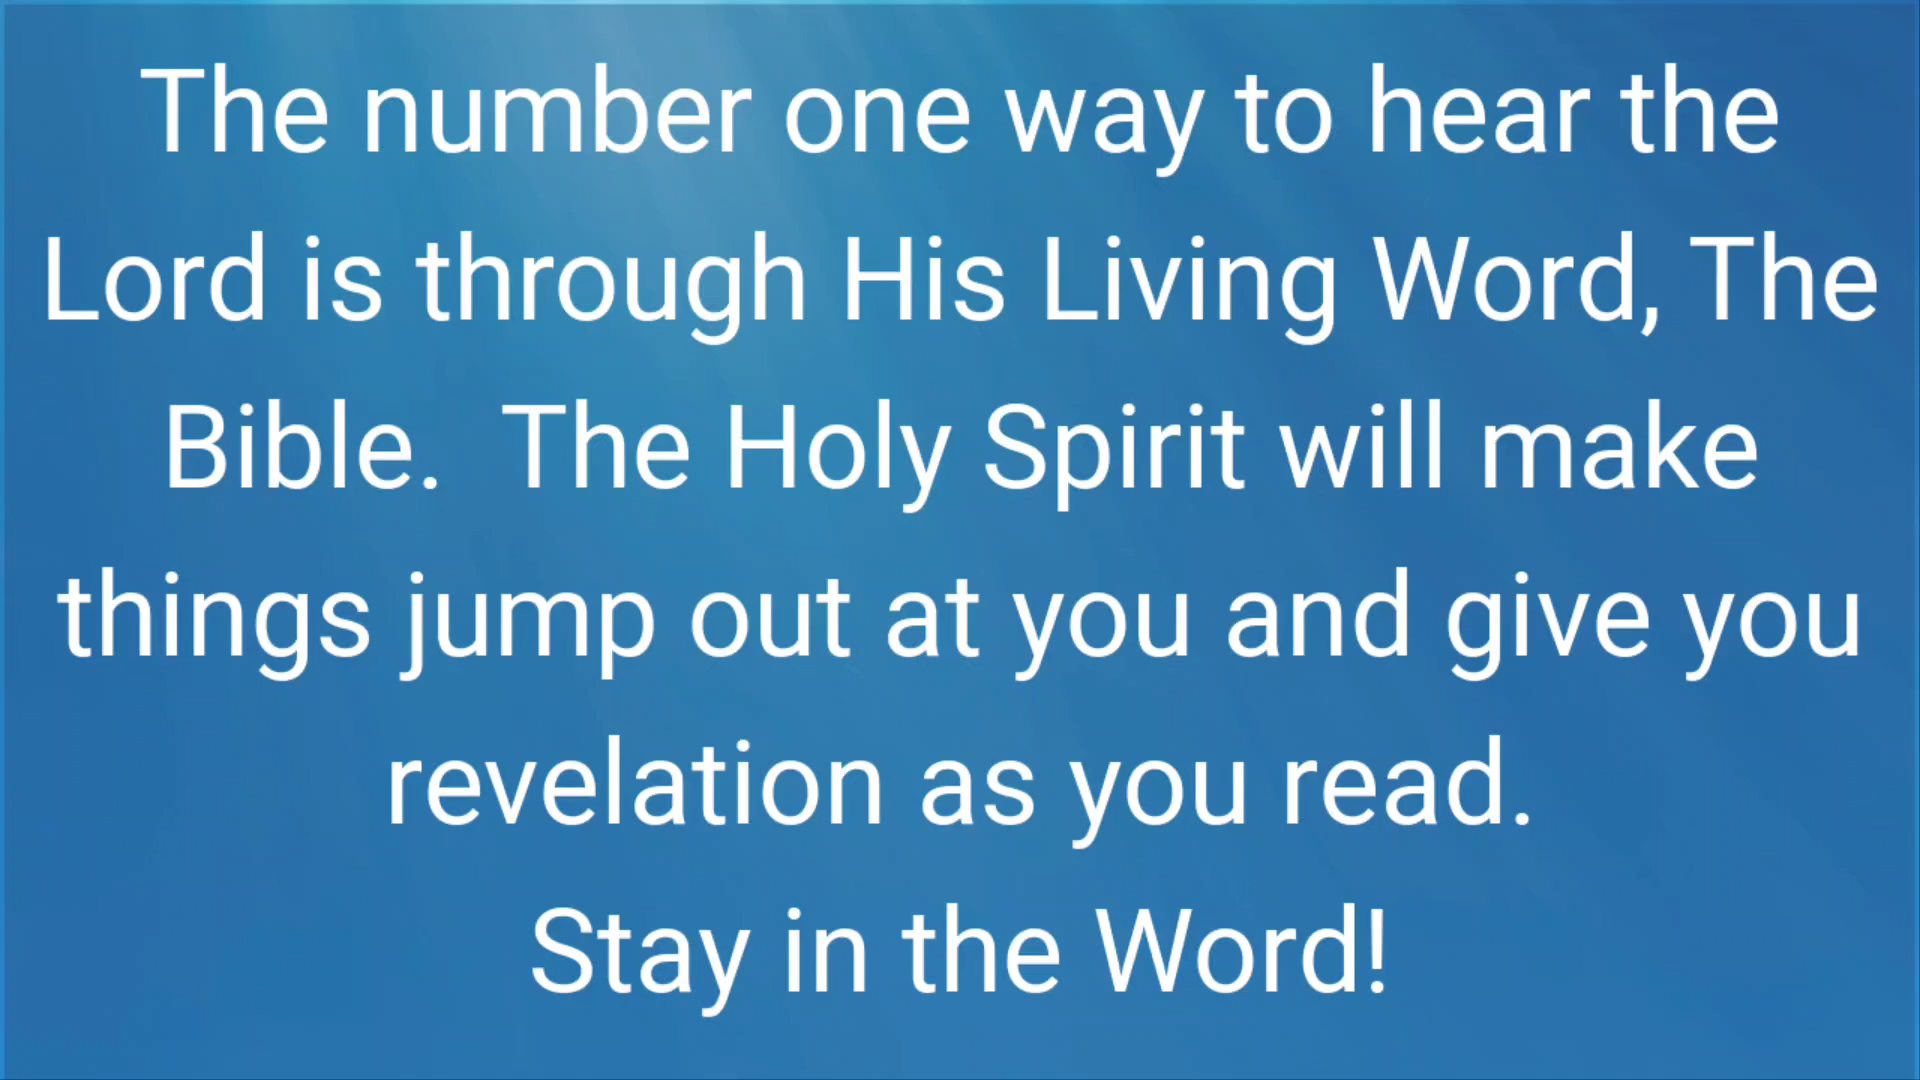 The number one way to hear the
Lord is through His Living Word, The
Bible.  The Holy Spirit will make
things jump out at you and give you
revelation as you read.
Stay in the Word!